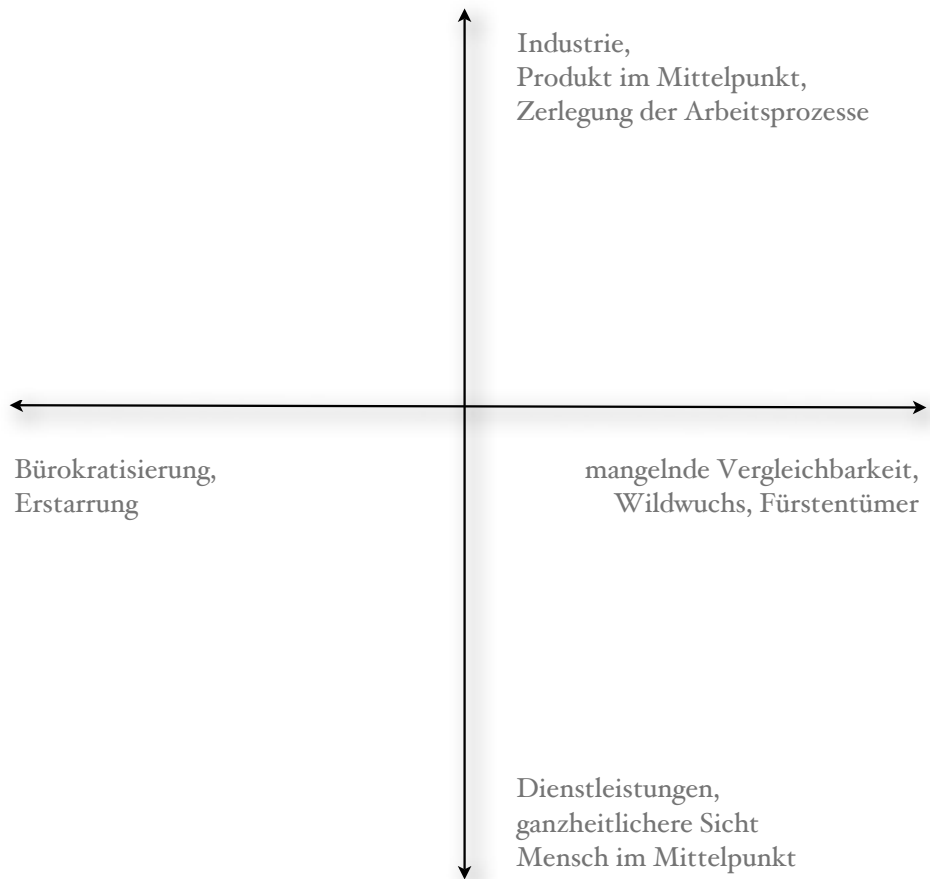 Industrie,
Produkt im Mittelpunkt,
Zerlegung der Arbeitsprozesse
Bürokratisierung,
Erstarrung
mangelnde Vergleichbarkeit,
Wildwuchs, Fürstentümer
Dienstleistungen,
ganzheitlichere Sicht
Mensch im Mittelpunkt